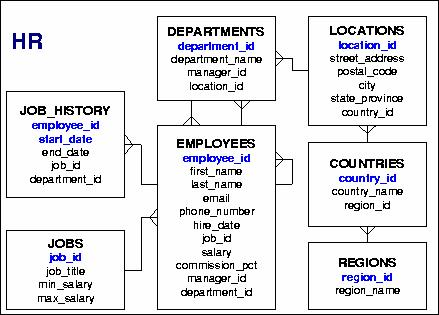 HR
DEPARTMENTS
department_id
department_name
manager_id
location_id
LOCATIONS
location_id
street_address
postal_code
city
state_province
country_id
JOB_HISTORY
employee_id
start_date
end_date
job_id
department_id
EMPLOYEES
employee_id
first_name
last_name
email
phone_number
hire_date
job_id
salary
commission_pct
manager_id
department_id
COUNTRIES
country_id
country_name
region_id
JOBS
job_id
job_title
min_salary
max_salary
REGIONS
region_id
region_name